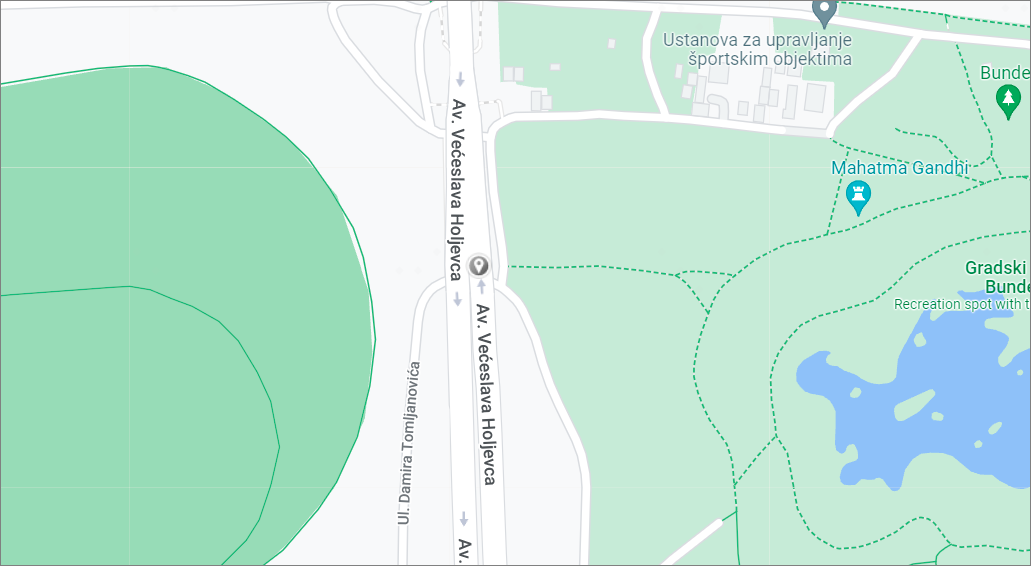 Ustanova za upravljanje
športskim objektima
Bunde
Av. Većeslava Holjevca
Mahatma Gandhi
Gradski
Bunde
Recreation spot with t
Av. Većeslava Holjevca
Ul. Damira Tomljanovića
Av.